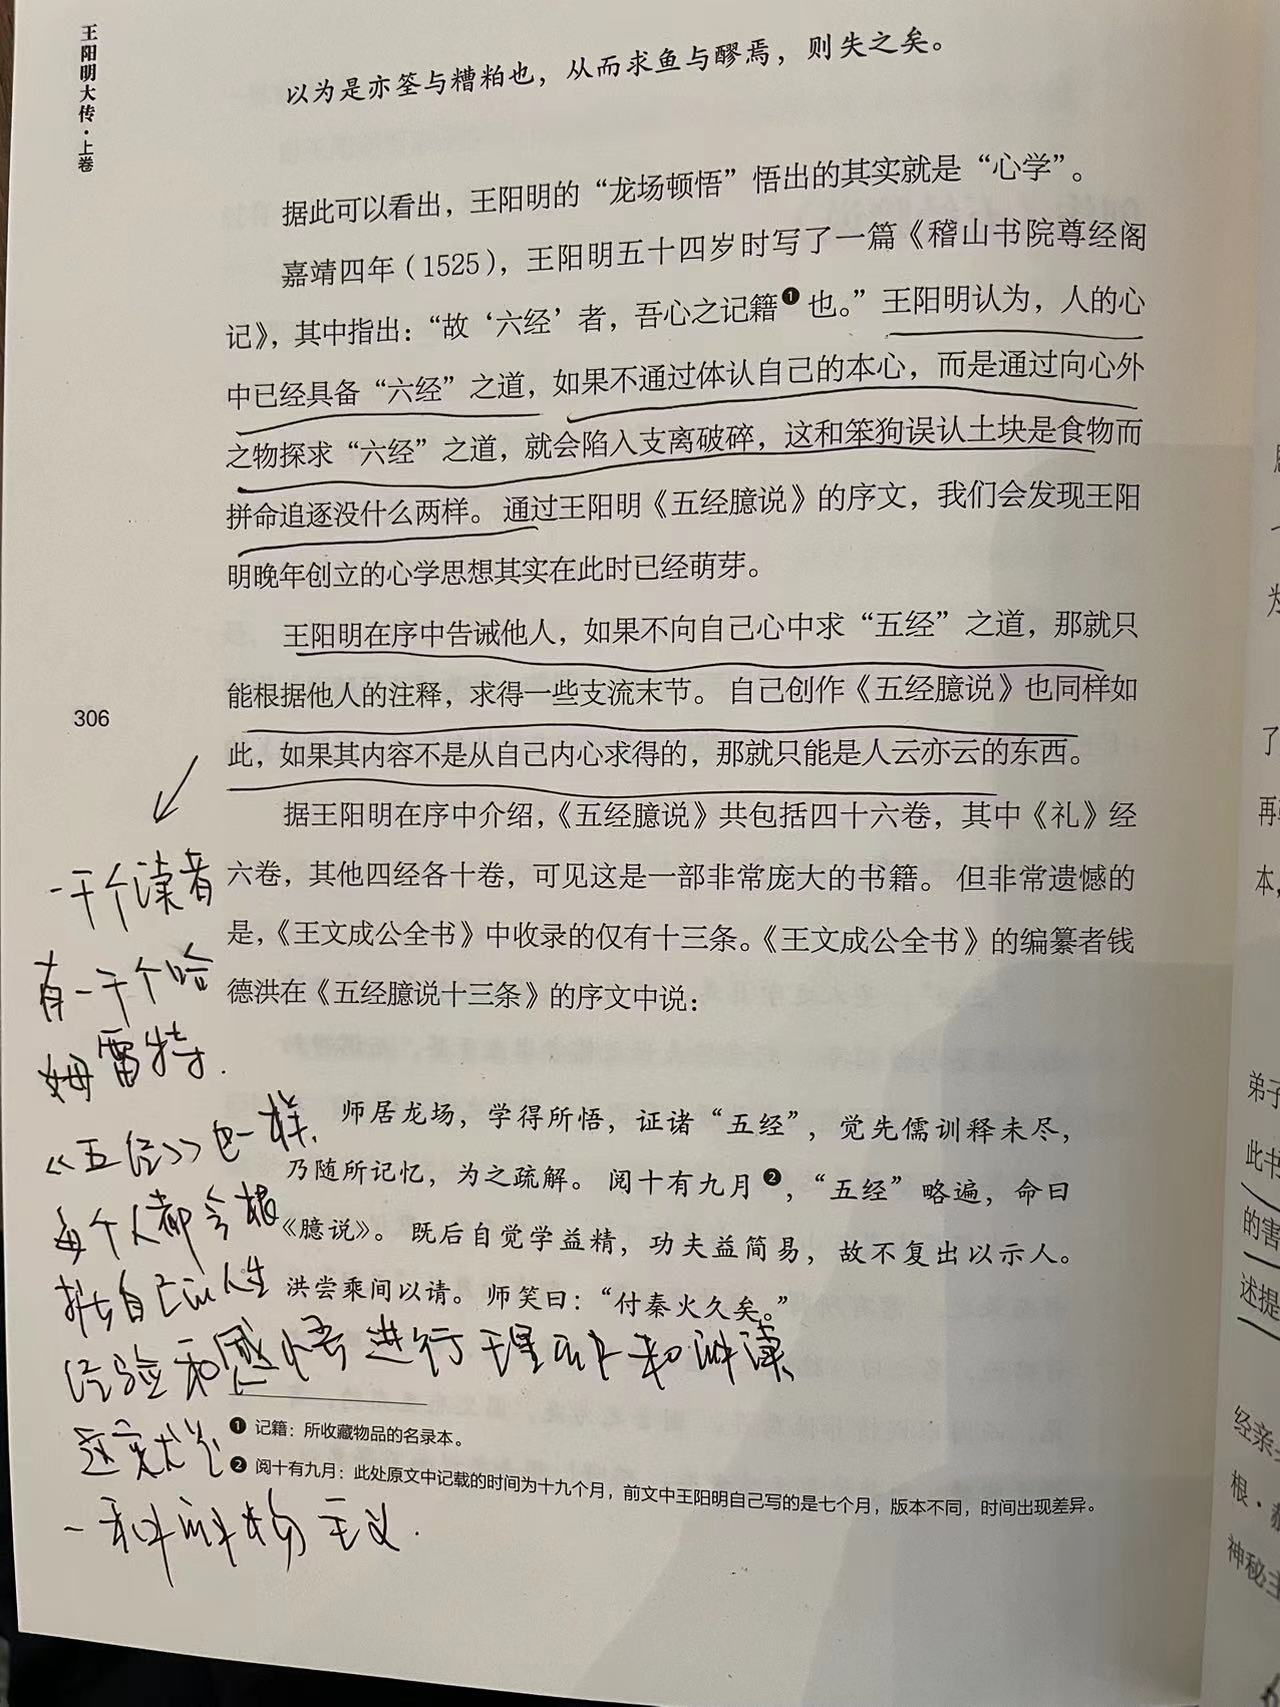 王阳明大传·上卷
以为是亦筌与糟粕也，从而求鱼与醪焉，则失之矣。
据此可以看出，王阳明的“龙场顿悟”悟出的其实就是“心学”。
嘉靖四年（1525），王阳明五十四岁时写了一篇《稽山书院尊经阁
记》，其中指出：“故‘六经’者，吾心之记籍❶也。”王阳明认为，人的心
中已经具备“六经”之道，如果不通过体认自己的本心，而是通过向心外
之物探求“六经”之道，就会陷入支离破碎，这和笨狗误认土块是食物而
拼命追逐没什么两样。通过王阳明《五经臆说》的序文，我们会发现王阳
明晚年创立的心学思想其实在此时已经萌芽。
王阳明在序中告诫他人，如果不向自己心中求“五经”之道，那就只
能根据他人的注释，求得一些支流末节。自己创作《五经臆说》也同样如
此，如果其内容不是从自己内心求得的，那就只能是人云亦云的东西。
据王阳明在序中介绍，《五经臆说》共包括四十六卷，其中《礼》经
六卷，其他四经各十卷，可见这是一部非常庞大的书籍。但非常遗憾的
是，《王文成公全书》中收录的仅有十三条。《王文成公全书》的编纂者钱
德洪在《五经臆说十三条》的序文中说：
师居龙场，学得所悟，证诸“五经”，觉先儒训释未尽，
乃随所记忆，为之疏解。阅十有九月❷，“五经”略遍，命曰
《臆说》。既后自觉学益精，功夫益简易，故不复出以示人。
洪尝乘间以请。师笑曰：“付秦火久矣。”
❶ 记籍：所收藏物品的名录本。
❷ 阅十有九月：此处原文中记载的时间为十九个月，前文中王阳明自己写的是七个月，版本不同，时间出现差异。
306
一千个读者
有一千个哈
姆雷特.
《五经》也一样，
每个人都会根
据自己的人生
经验和感悟进行理解和解读
这实尤是
一种唯物主义.
了
再
本，
弟子
此书
的害
述提
经亲
根·
神秘主